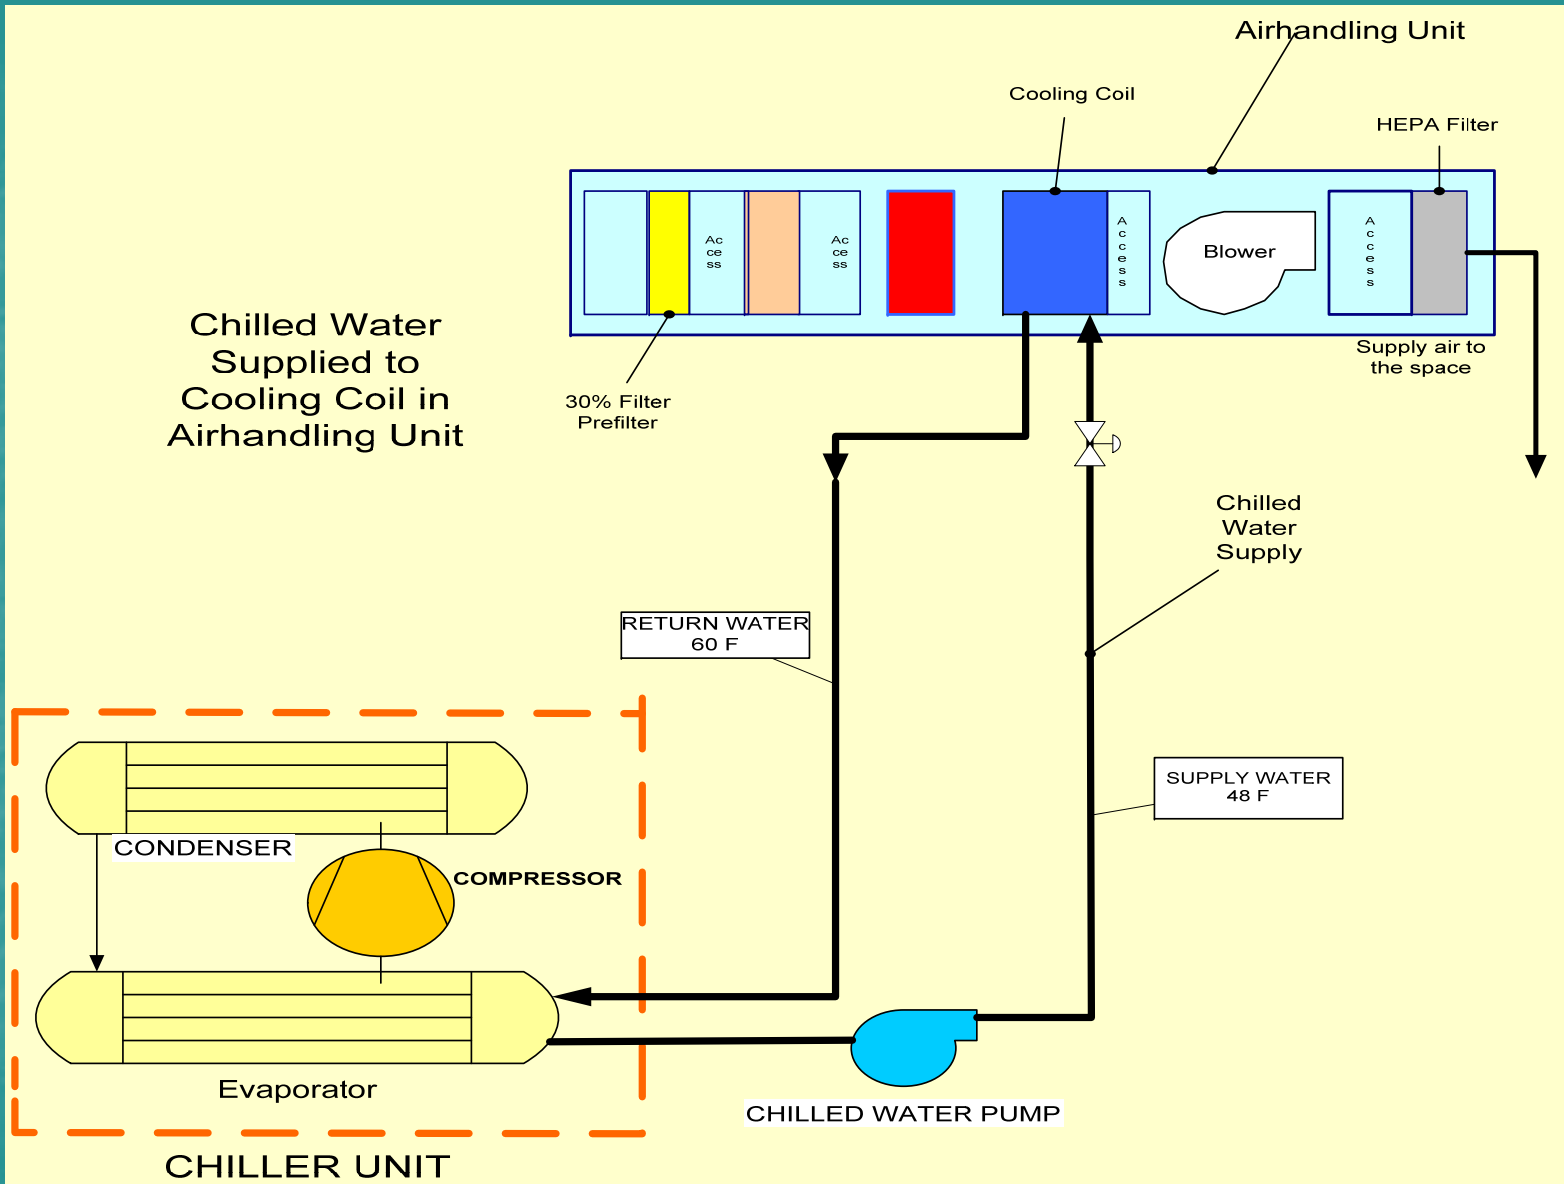 Airhandling Unit
Cooling Coil
HEPA Filter
Ac
ce
ss
Ac
ce
ss
A
c
c
e
s
s
Blower
A
c
c
e
s
s
Supply air to
the space
30% Filter
Prefilter
Chilled Water
Supplied to
Cooling Coil in
Airhandling Unit
Chilled
Water
Supply
RETURN WATER
60 F
SUPPLY WATER
48 F
CONDENSER
COMPRESSOR
Evaporator
CHILLED WATER PUMP
CHILLER UNIT